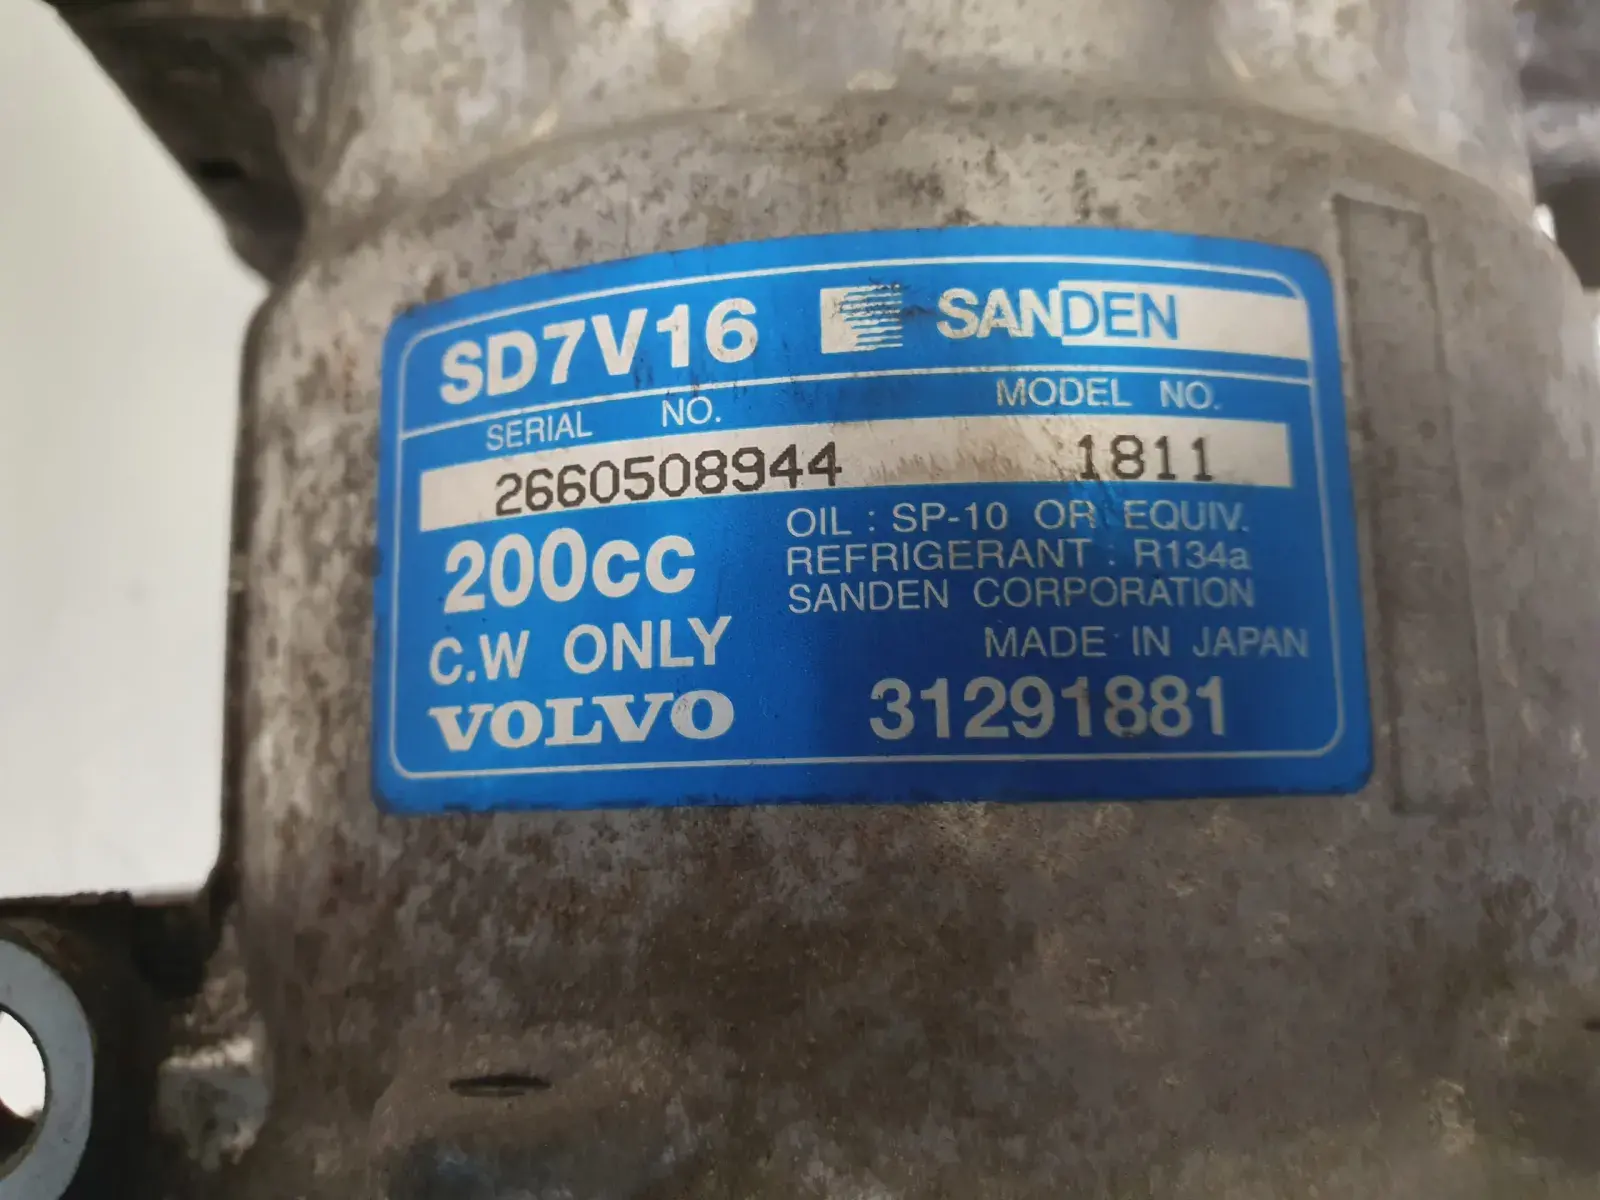 SD7V16 SANDEN
SERIAL NO. MODEL NO.
2660508944 1811
200cc
C.W ONLY
VOLVO
OIL : SP-10 OR EQUIV.
REFRIGERANT : R134a
SANDEN CORPORATION
MADE IN JAPAN
31291881